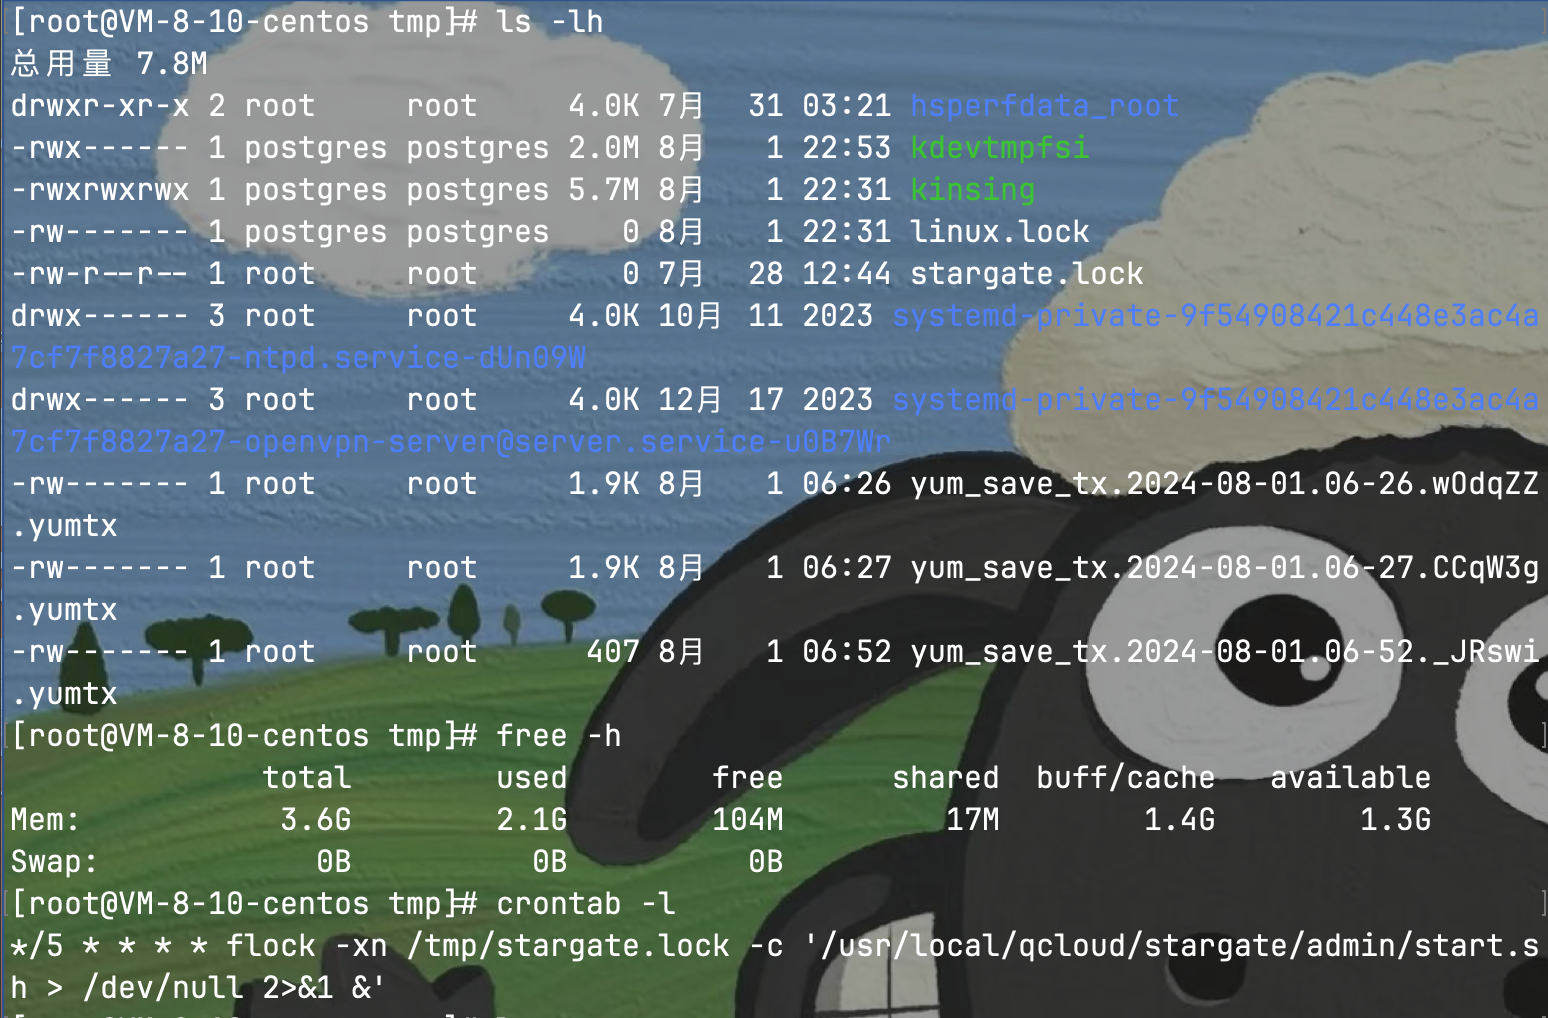 [root@VM-8-10-centos tmp]# ls -lh
总用量 7.8M
drwxr-xr-x 2 root     root     4.0K 7月  31 03:21 hsperfdata_root
-rwx------ 1 postgres postgres 2.0M 8月   1 22:53 kdevtmpfsi
-rwxrwxrwx 1 postgres postgres 5.7M 8月   1 22:31 kinsing
-rw------- 1 postgres postgres    0 8月   1 22:31 linux.lock
-rw-r--r-- 1 root     root        0 7月  28 12:44 stargate.lock
drwx------ 3 root     root     4.0K 10月 11 2023 systemd-private-9f54908421c448e3ac4a
7cf7f8827a27-ntpd.service-dUn09W
drwx------ 3 root     root     4.0K 12月 17 2023 systemd-private-9f54908421c448e3ac4a
7cf7f8827a27-openvpn-server@server.service-u0B7Wr
-rw------- 1 root     root     1.9K 8月   1 06:26 yum_save_tx.2024-08-01.06-26.wOdqZZ
.yumtx
-rw------- 1 root     root     1.9K 8月   1 06:27 yum_save_tx.2024-08-01.06-27.CCqW3g
.yumtx
-rw------- 1 root     root      407 8月   1 06:52 yum_save_tx.2024-08-01.06-52._JRswi
.yumtx
[root@VM-8-10-centos tmp]# free -h
              total        used        free      shared  buff/cache   available
Mem:           3.6G        2.1G        104M         17M        1.4G        1.3G
Swap:            0B          0B          0B
[root@VM-8-10-centos tmp]# crontab -l
*/5 * * * * flock -xn /tmp/stargate.lock -c '/usr/local/qcloud/stargate/admin/start.s
h > /dev/null 2>&1 &'